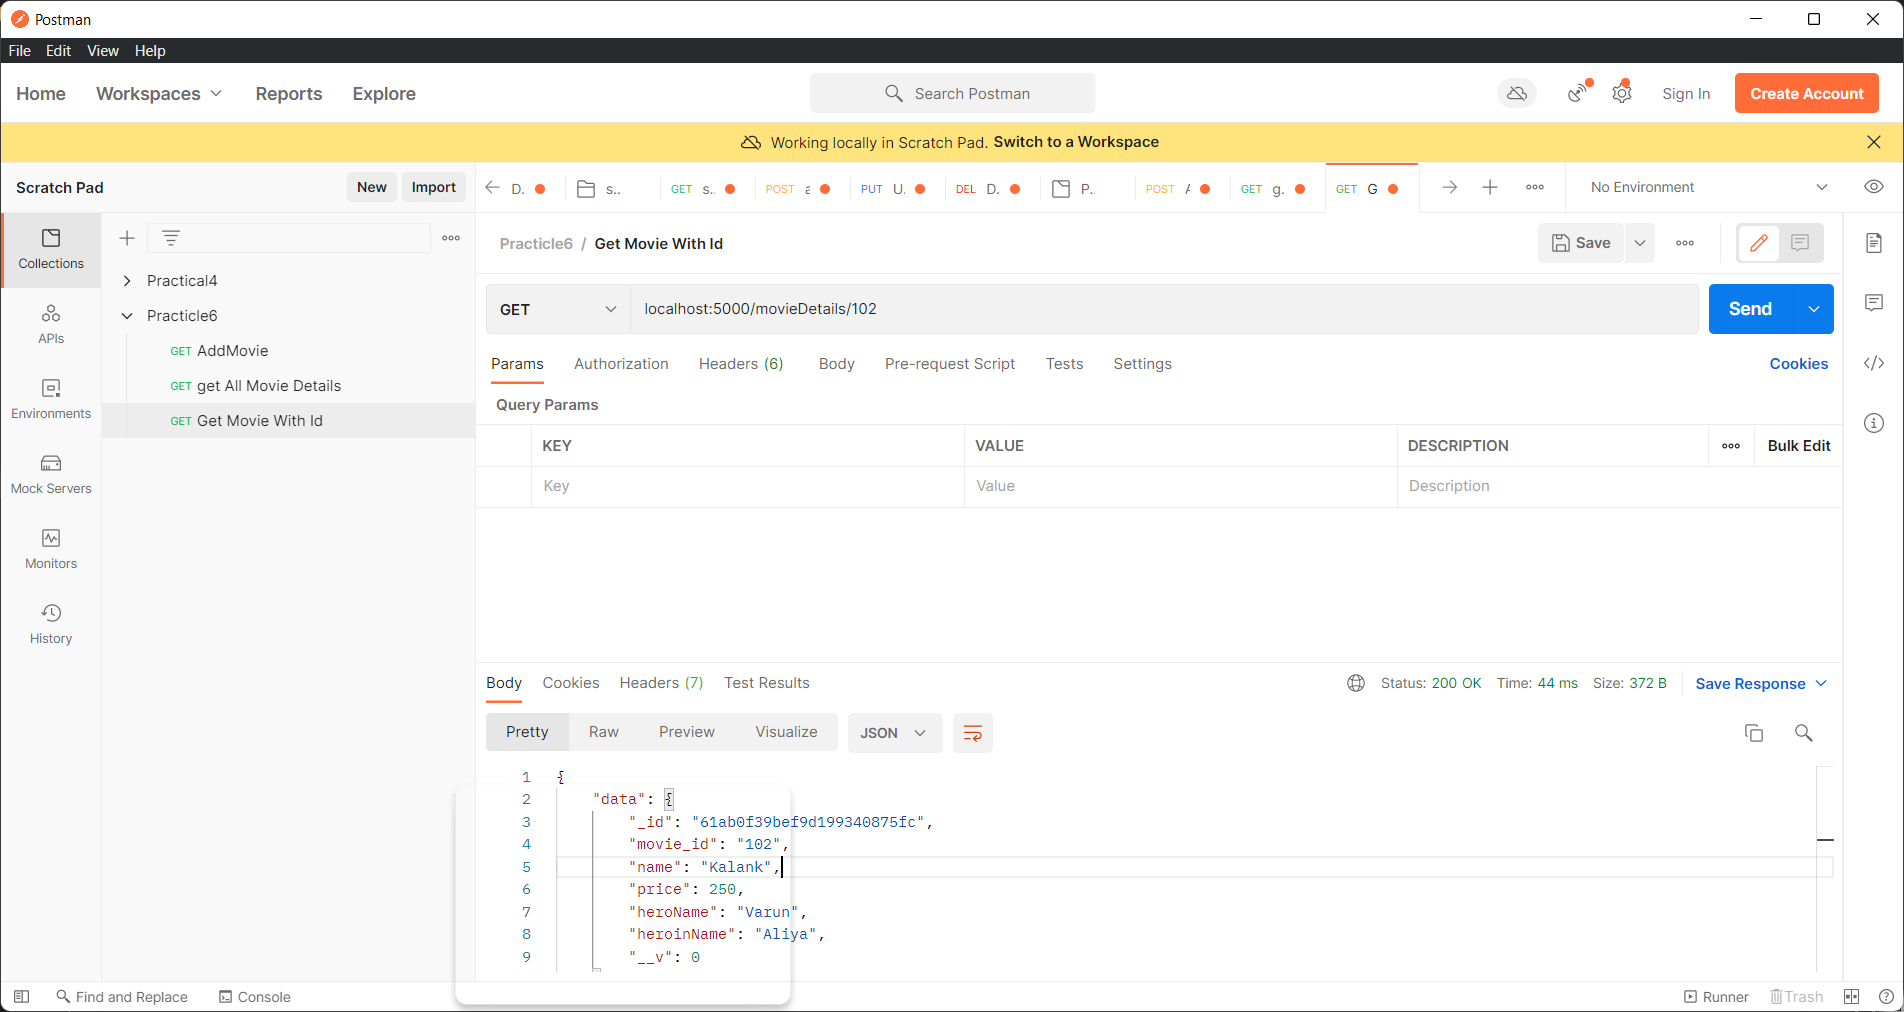 Postman
File Edit View Help
Home Workspaces Reports Explore Search Postman Sign In Create Account
Working locally in Scratch Pad. Switch to a Workspace
Scratch Pad New Import D. s.. GET s. POST a PUT U. DEL D. P.. POST A GET g. GET G No Environment
Collections
Practicle6 / Get Movie With Id Save
Practical4
Practicle6
GET AddMovie
GET get All Movie Details
GET Get Movie With Id
APIs
Environments
Mock Servers
Monitors
History
GET localhost:5000/movieDetails/102 Send
Params Authorization Headers (6) Body Pre-request Script Tests Settings Cookies
Query Params
KEY VALUE DESCRIPTION Bulk Edit
Key Value Description
Body Cookies Headers (7) Test Results Status: 200 OK Time: 44 ms Size: 372 B Save Response
Pretty Raw Preview Visualize JSON
1 {
2 "data": {
3 "_id": "61ab0f39bef9d199340875fc",
4 "movie_id": "102",
5 "name": "Kalank",
6 "price": 250,
7 "heroName": "Varun",
8 "heroinName": "Aliya",
9 "__v": 0
Find and Replace Console Runner Trash